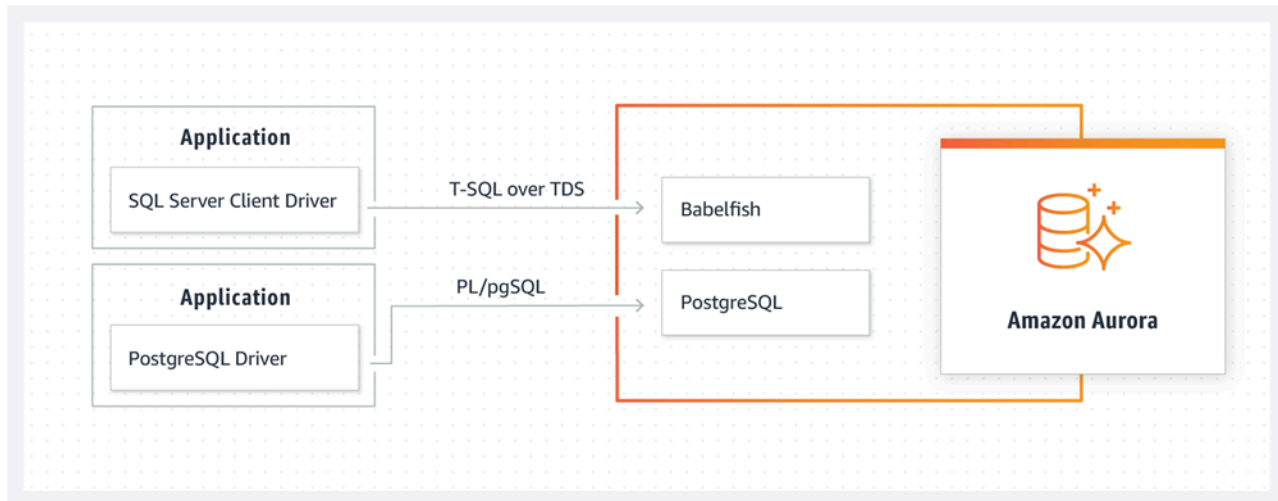 Application
SQL Server Client Driver
T-SQL over TDS
Babelfish
Application
PostgreSQL Driver
PL/pgSQL
PostgreSQL
Amazon Aurora